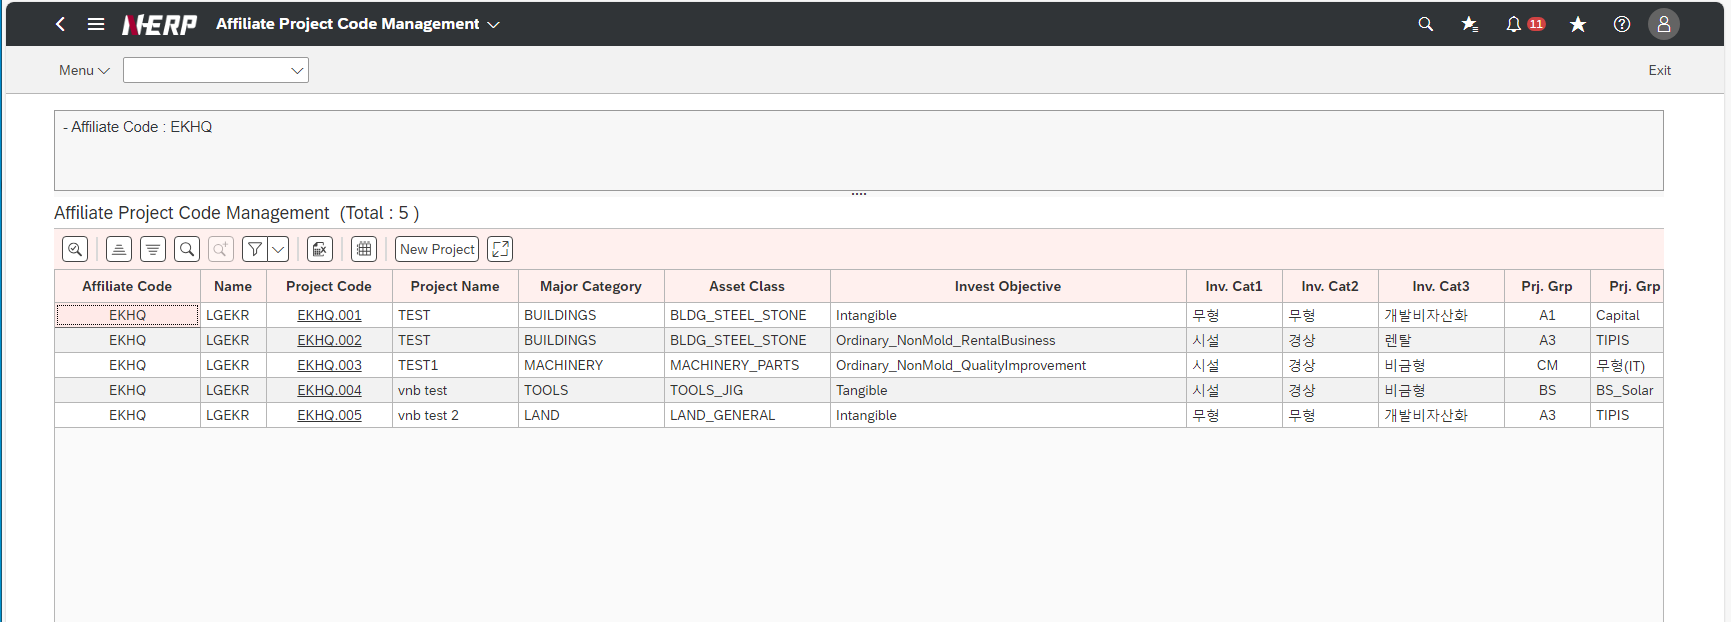 NERP Affiliate Project Code Management 11
Menu Exit
- Affiliate Code : EKHQ
Affiliate Project Code Management (Total : 5 )
New Project
Affiliate Code Name Project Code Project Name Major Category Asset Class Invest Objective Inv. Cat1 Inv. Cat2 Inv. Cat3 Prj. Grp Prj. Grp
EKHQ LGEKR EKHQ.001 TEST BUILDINGS BLDG_STEEL_STONE Intangible 무형 무형 개발비자산화 A1 Capital
EKHQ LGEKR EKHQ.002 TEST BUILDINGS BLDG_STEEL_STONE Ordinary_NonMold_RentalBusiness 시설 경상 렌탈 A3 TIPIS
EKHQ LGEKR EKHQ.003 TEST1 MACHINERY MACHINERY_PARTS Ordinary_NonMold_QualityImprovement 시설 경상 비금형 CM 무형(IT)
EKHQ LGEKR EKHQ.004 vnb test TOOLS TOOLS_JIG Tangible 시설 경상 비금형 BS BS_Solar
EKHQ LGEKR EKHQ.005 vnb test 2 LAND LAND_GENERAL Intangible 무형 무형 개발비자산화 A3 TIPIS